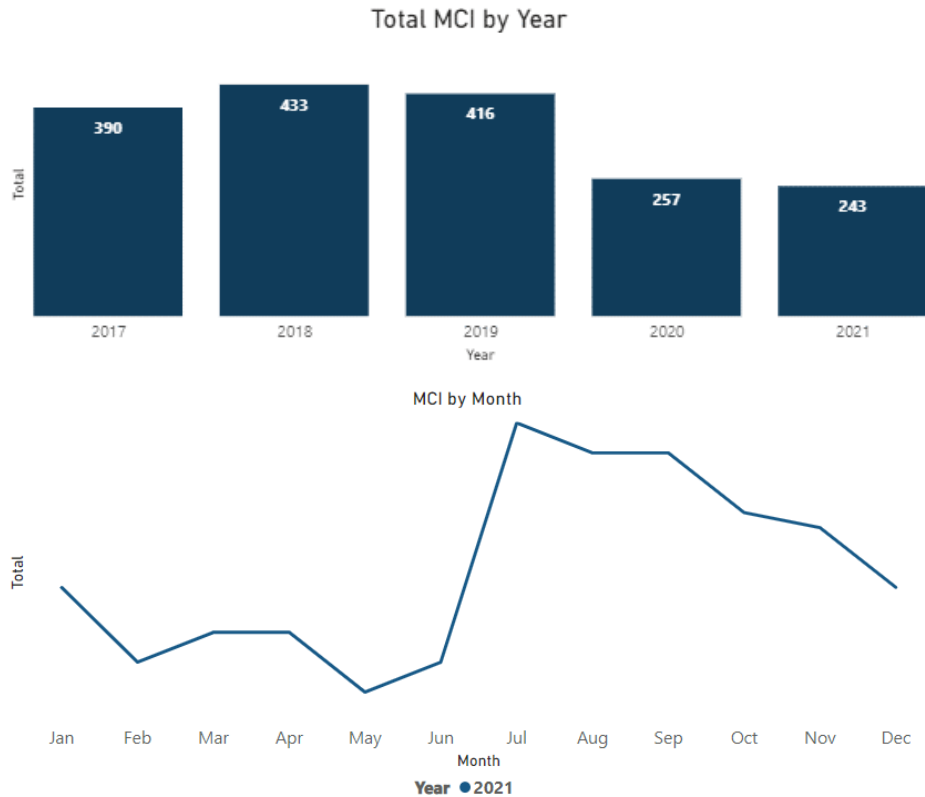 Total MCI by Year
Total
390
433
416
257
243
2017 2018 2019 2020 2021
Year
MCI by Month
Total
Jan Feb Mar Apr May Jun Jul Aug Sep Oct Nov Dec
Month
Year 2021